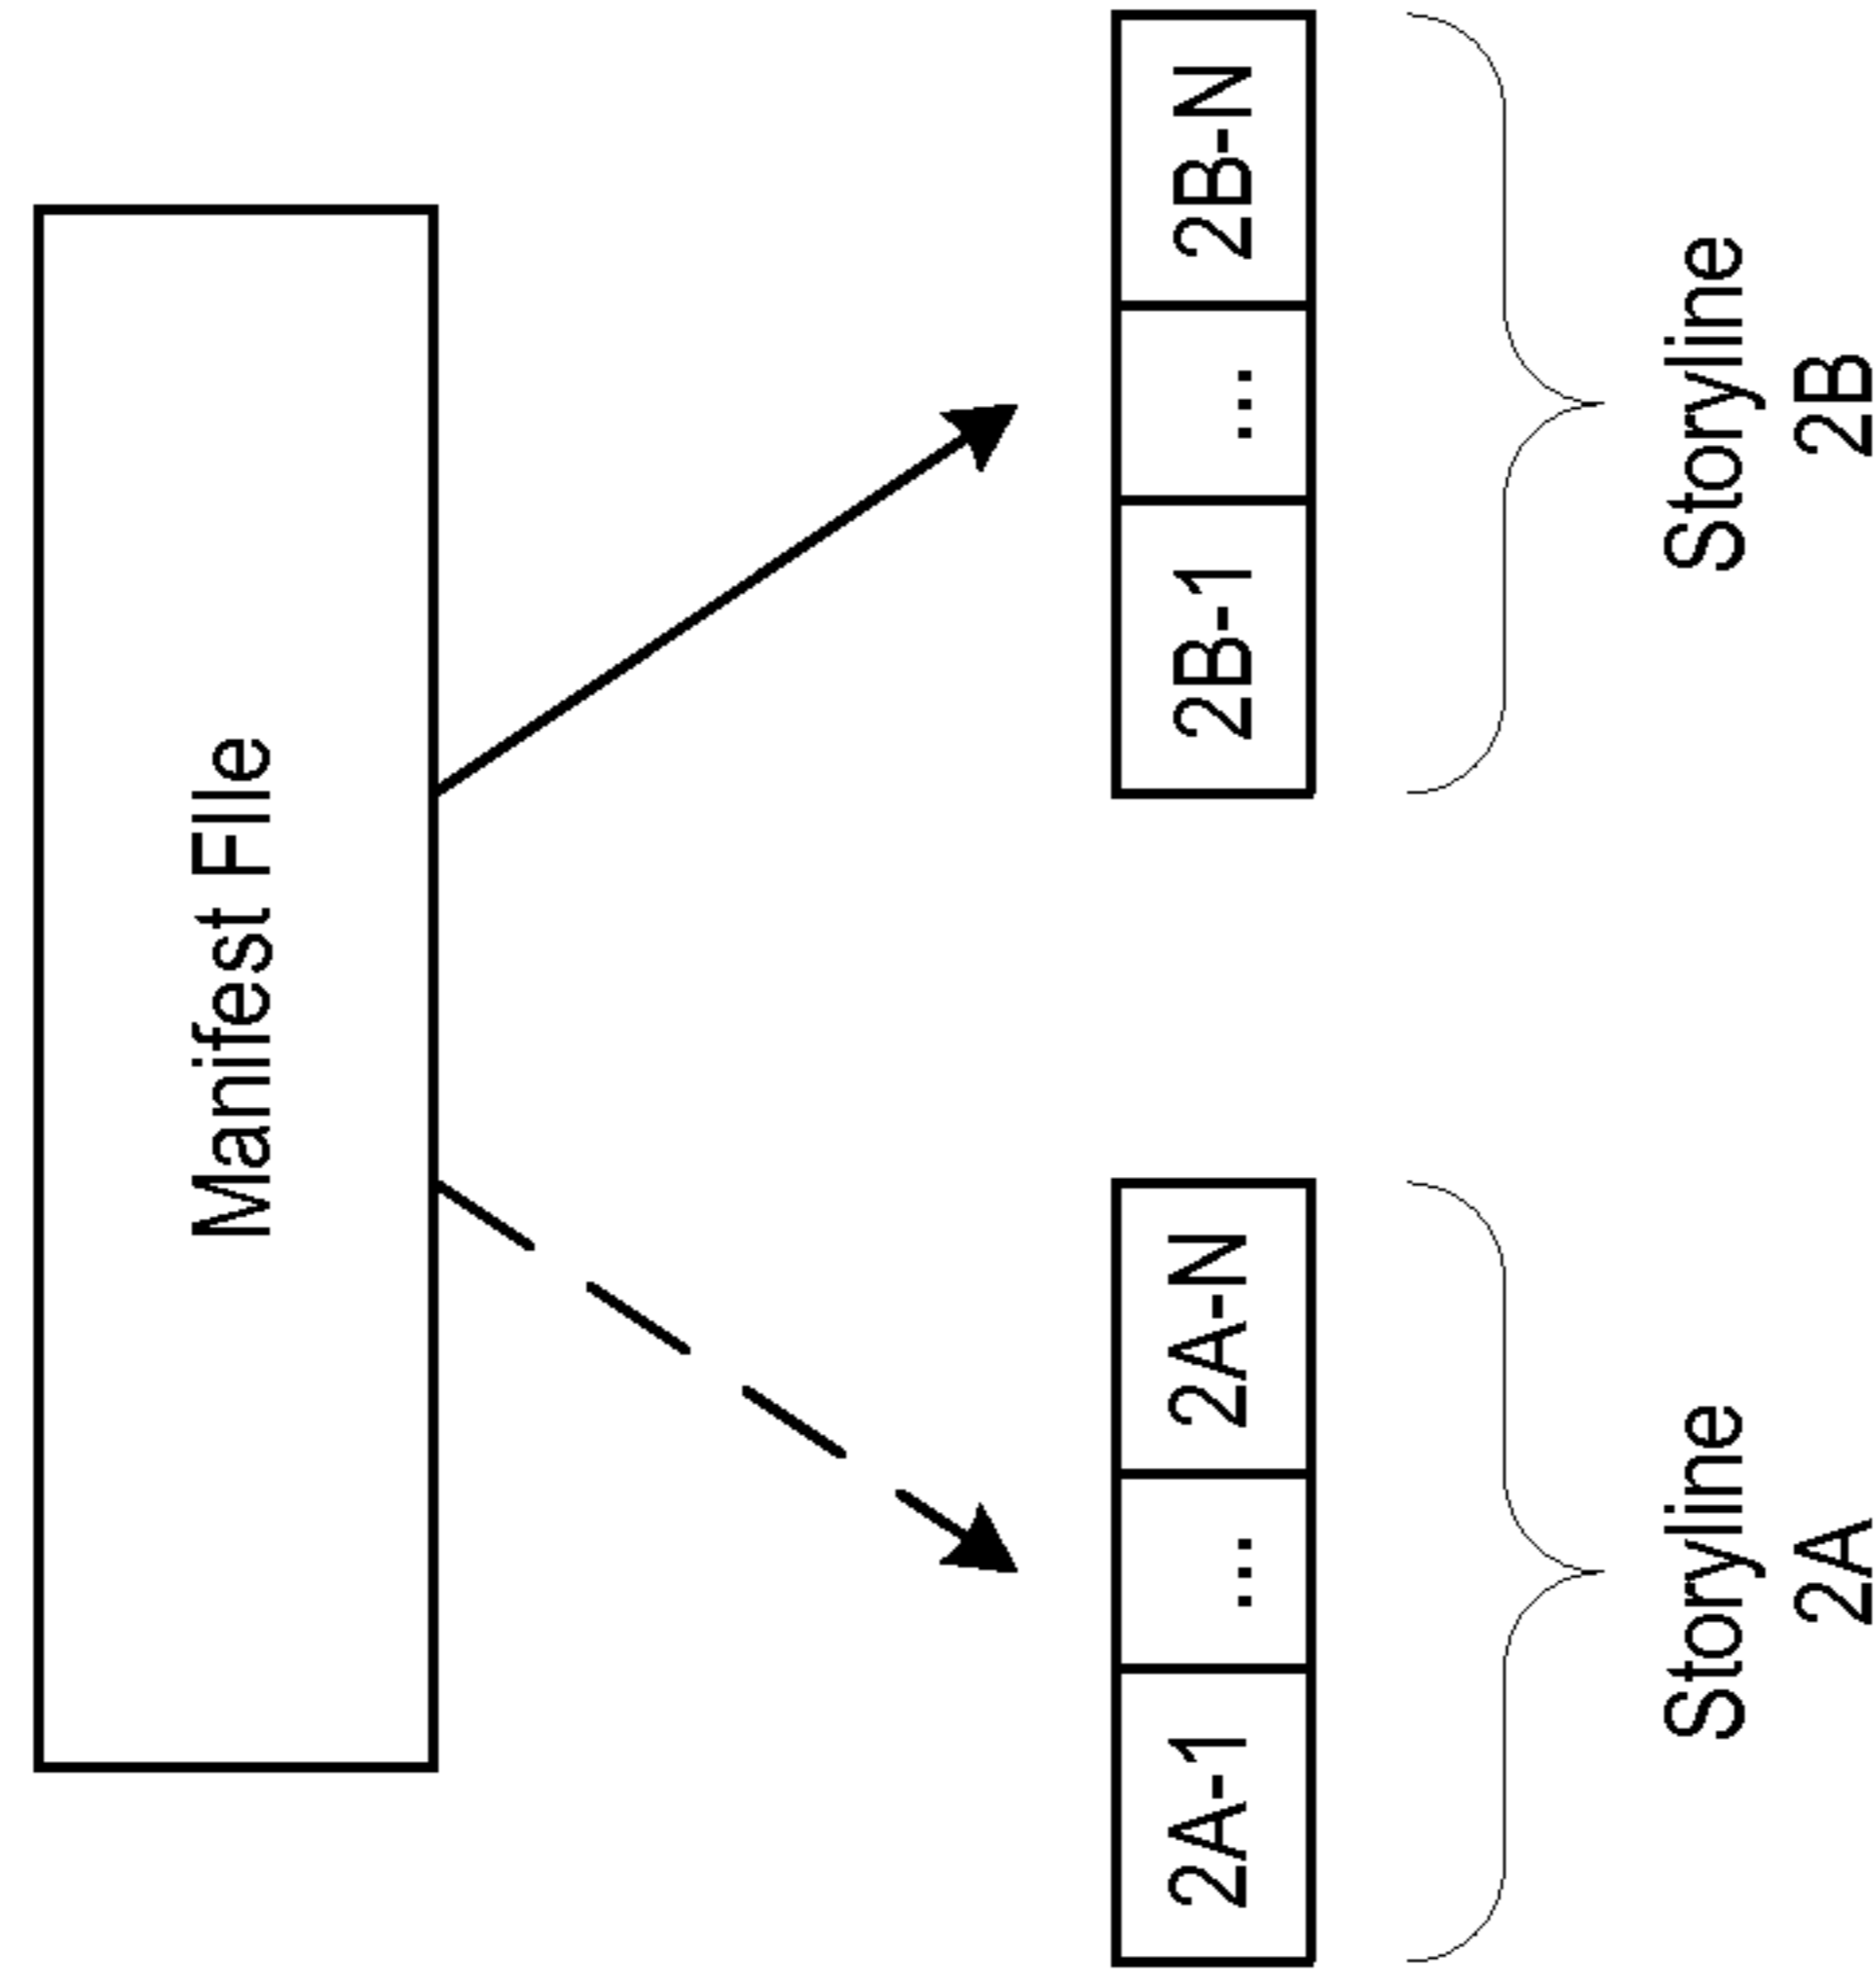 Manifest FIle
2A-1
...
2A-N
2B-1
...
2B-N
Storyline
2A
Storyline
2B